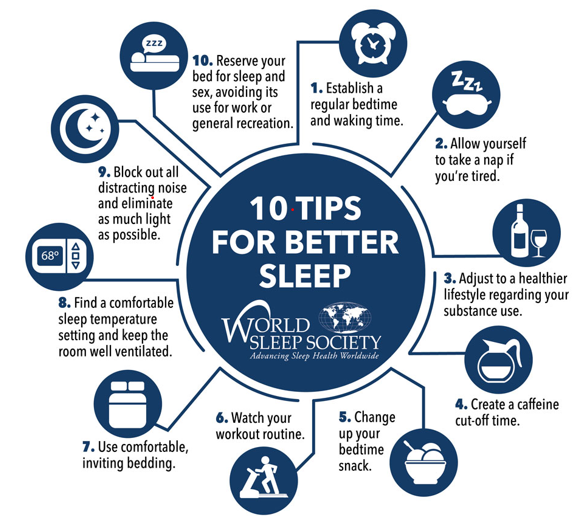 10 TIPS
FOR BETTER
SLEEP
WORLD
SLEEP SOCIETY
Advancing Sleep Health Worldwide
1. Establish a
regular bedtime
and waking time.
ZZZ
2. Allow yourself
to take a nap if
you're tired.
3. Adjust to a healthier
lifestyle regarding your
substance use.
4. Create a caffeine
cut-off time.
5. Change
up your
bedtime
snack.
6. Watch your
workout routine.
7. Use comfortable,
inviting bedding.
68º
8. Find a comfortable
sleep temperature
setting and keep the
room well ventilated.
9. Block out all
distracting noise
and eliminate
as much light
as possible.
zzz
10. Reserve your
bed for sleep and
sex, avoiding its
use for work or
general recreation.